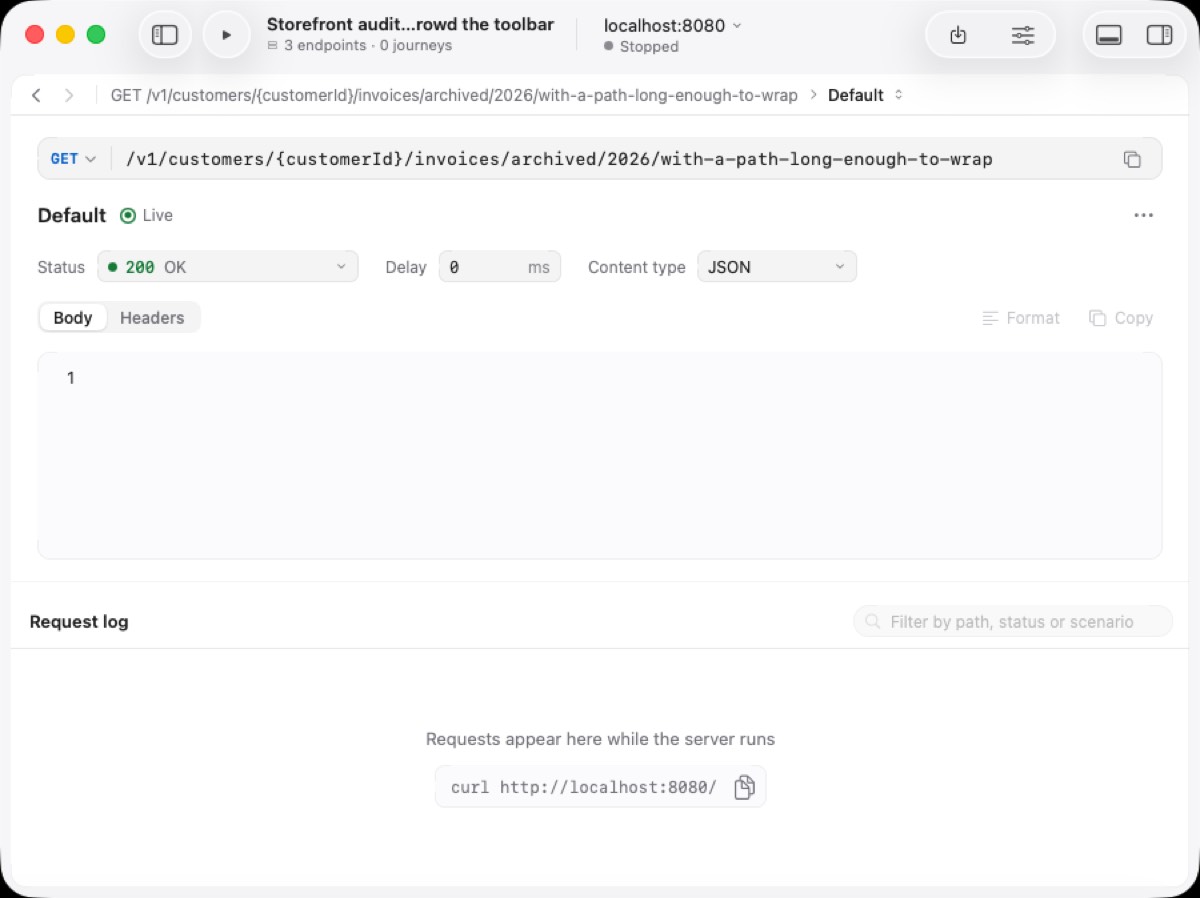 Storefront audit...rowd the toolbar
3 endpoints · 0 journeys
localhost:8080
Stopped
GET /v1/customers/{customerId}/invoices/archived/2026/with-a-path-long-enough-to-wrap
Default
GET
/v1/customers/{customerId}/invoices/archived/2026/with-a-path-long-enough-to-wrap
Default
Live
Status
200 OK
Delay
0 ms
Content type
JSON
Body
Headers
Format
Copy
1
Request log
Filter by path, status or scenario
Requests appear here while the server runs
curl http://localhost:8080/